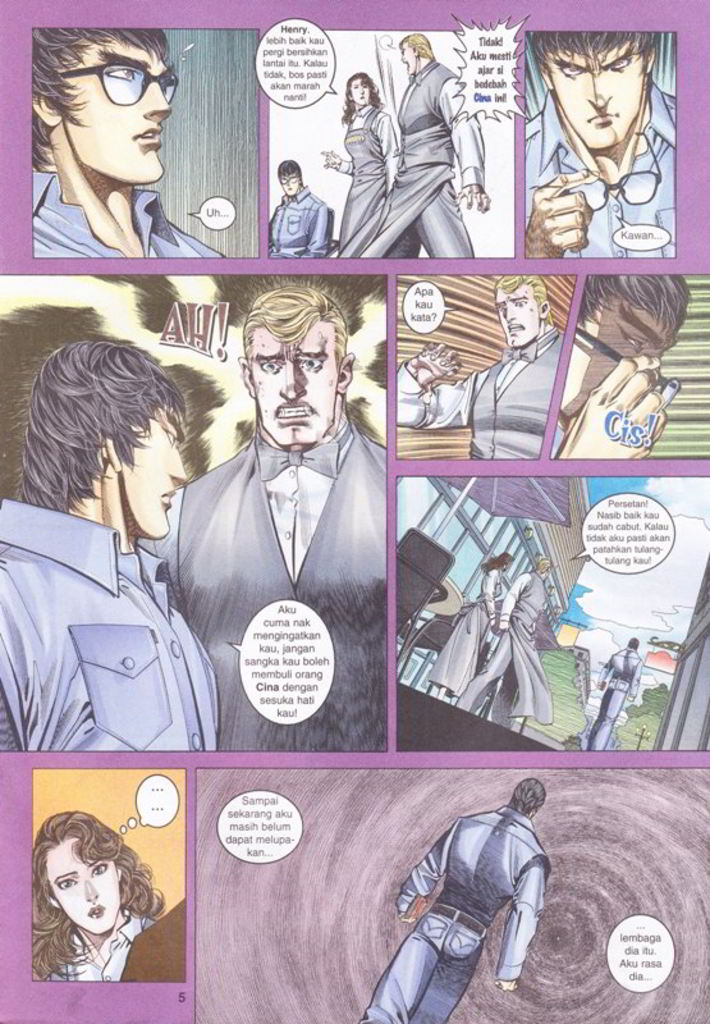 Uh...
Henry,
lebih baik kau
pergi bersihkan
lantai itu. Kalau
tidak, bos pasti
akan marah
nanti!
Tidak!
Aku mesti
ajar si
bedebah
Cina ini!
Kawan...
AH!
Aku
cuma nak
mengingatkan
kau, jangan
sangka kau boleh
membuli orang
Cina dengan
sesuka hati
kau!
Apa
kau
kata?
Cis!
Persetan!
Nasib baik kau
sudah cabut. Kalau
tidak aku pasti akan
patahkan tulang-
tulang kau!
...
...
Sampai
sekarang aku
masih belum
dapat melupa-
kan...
...
lembaga
dia itu.
Aku rasa
dia...
5